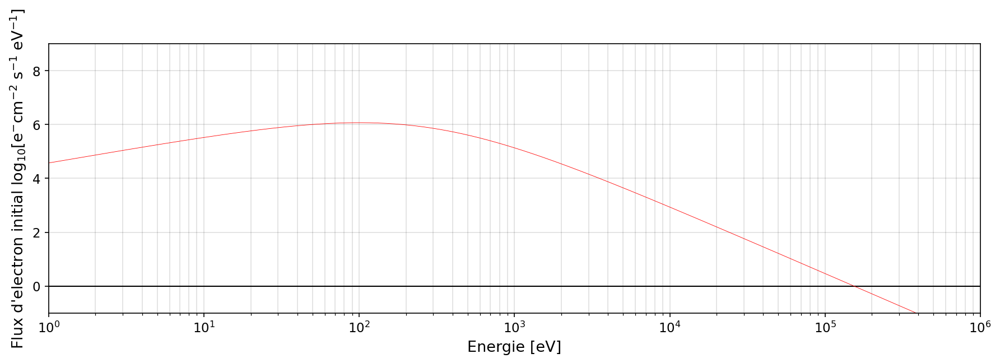 Flux d'electron initial log₁₀[e⁻ cm⁻² s⁻¹ eV⁻¹]
8
6
4
2
0
10⁰ 10¹ 10² 10³ 10⁴ 10⁵ 10⁶
Energie [eV]